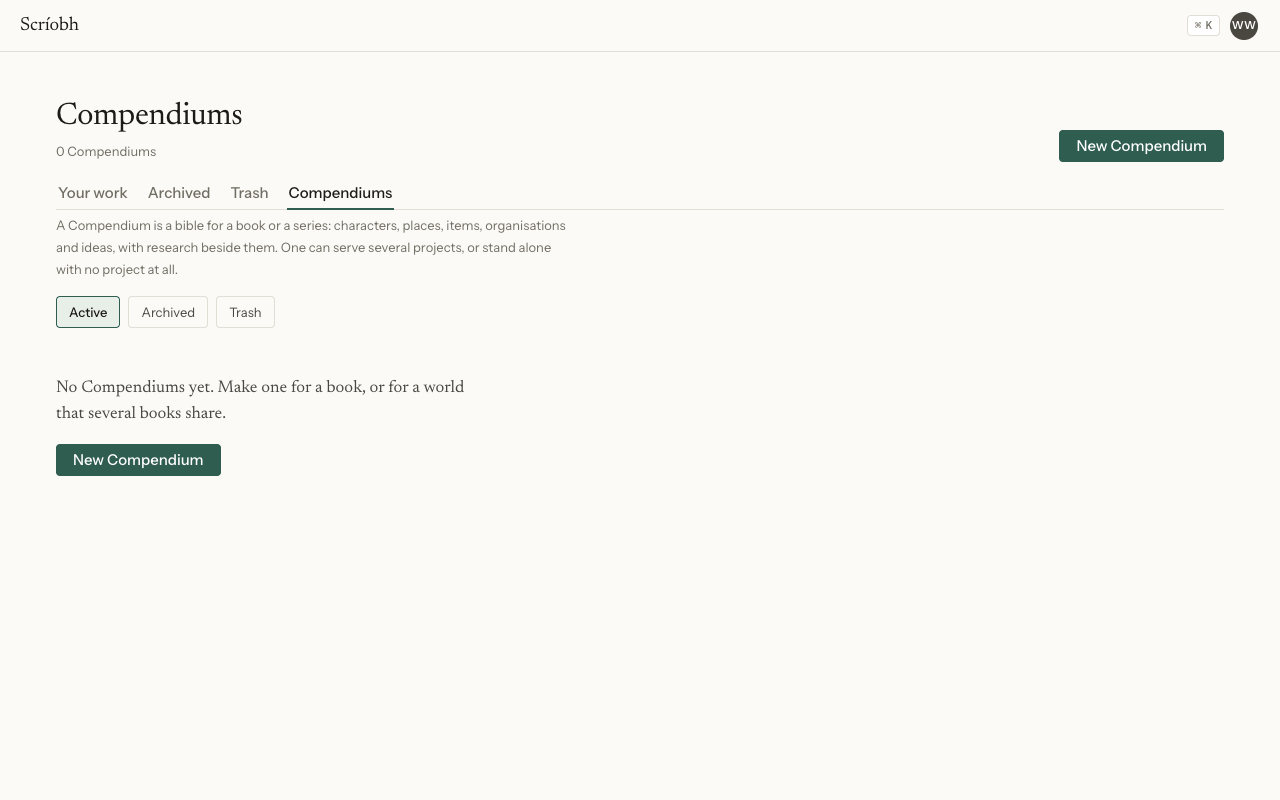 Scríobh
⌘ K
WW
Compendiums
0 Compendiums
New Compendium
Your work
Archived
Trash
Compendiums
A Compendium is a bible for a book or a series: characters, places, items, organisations
and ideas, with research beside them. One can serve several projects, or stand alone
with no project at all.
Active
Archived
Trash
No Compendiums yet. Make one for a book, or for a world
that several books share.
New Compendium